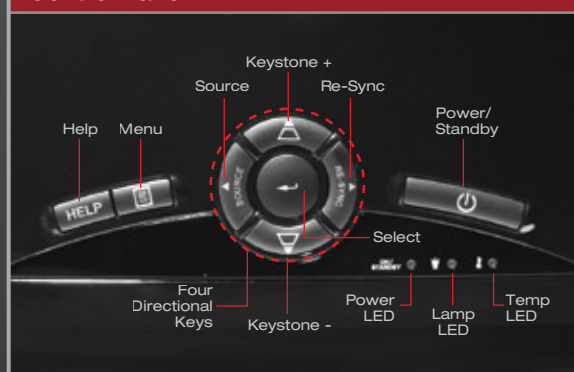 Keystone +
Source
Re-Sync
Help
Menu
Power/
Standby
HELP
SOURCE
RE-SYNC
Select
STANDBY
Four
Directional
Keys
Keystone -
Power
LED
Lamp
LED
Temp
LED